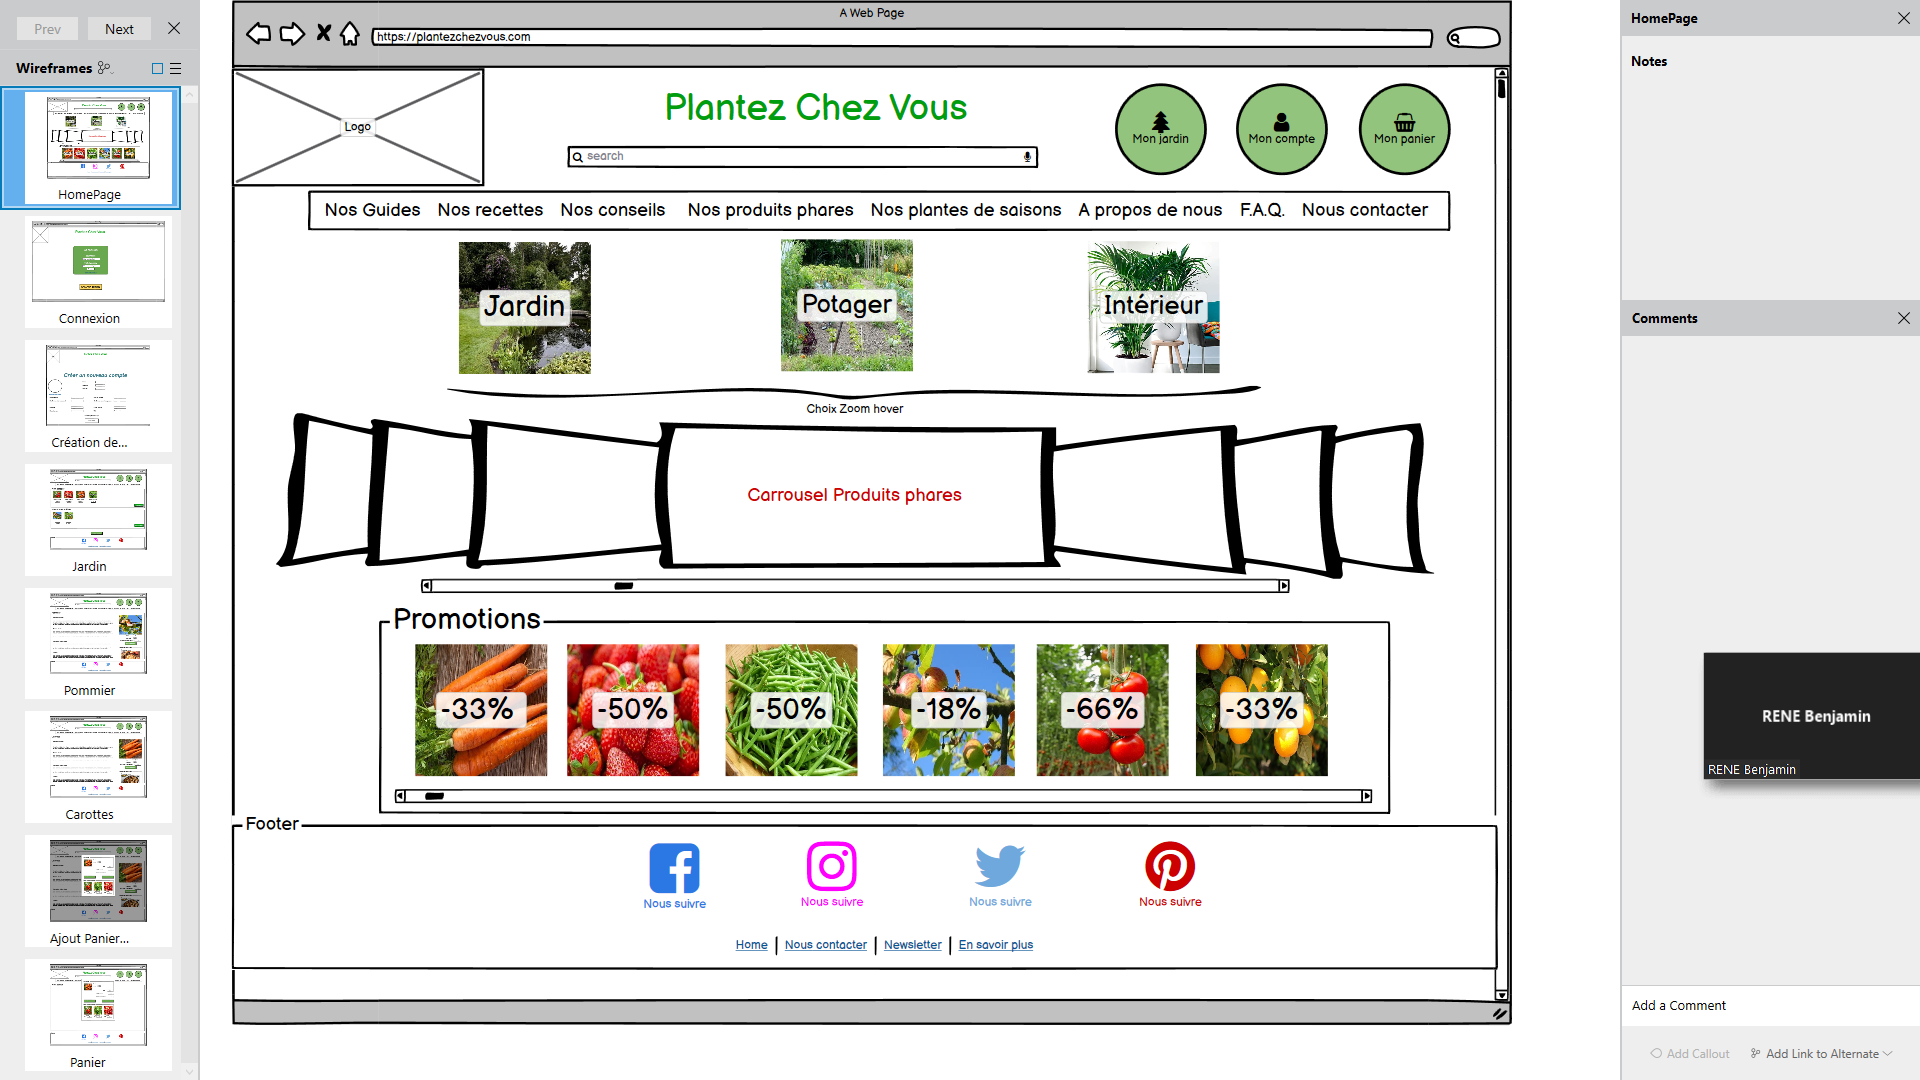 Prev
Next
Wireframes
HomePage
Connexion
Créer un nouveau compte
Création de...
Jardin
Pommier
Carottes
Ajout Panier...
Panier
A Web Page
https://plantezchezvous.com
Logo
Plantez Chez Vous
search
Mon jardin
Mon compte
Mon panier
Nos Guides Nos recettes Nos conseils Nos produits phares Nos plantes de saisons A propos de nous F.A.Q. Nous contacter
Jardin
Potager
Intérieur
Choix Zoom hover
Carrousel Produits phares
Promotions
-33%
-50%
-50%
-18%
-66%
-33%
Footer
Nous suivre
Nous suivre
Nous suivre
Nous suivre
Home | Nous contacter | Newsletter | En savoir plus
HomePage
Notes
Comments
RENE Benjamin
RENE Benjamin
Add a Comment
Add Callout
Add Link to Alternate